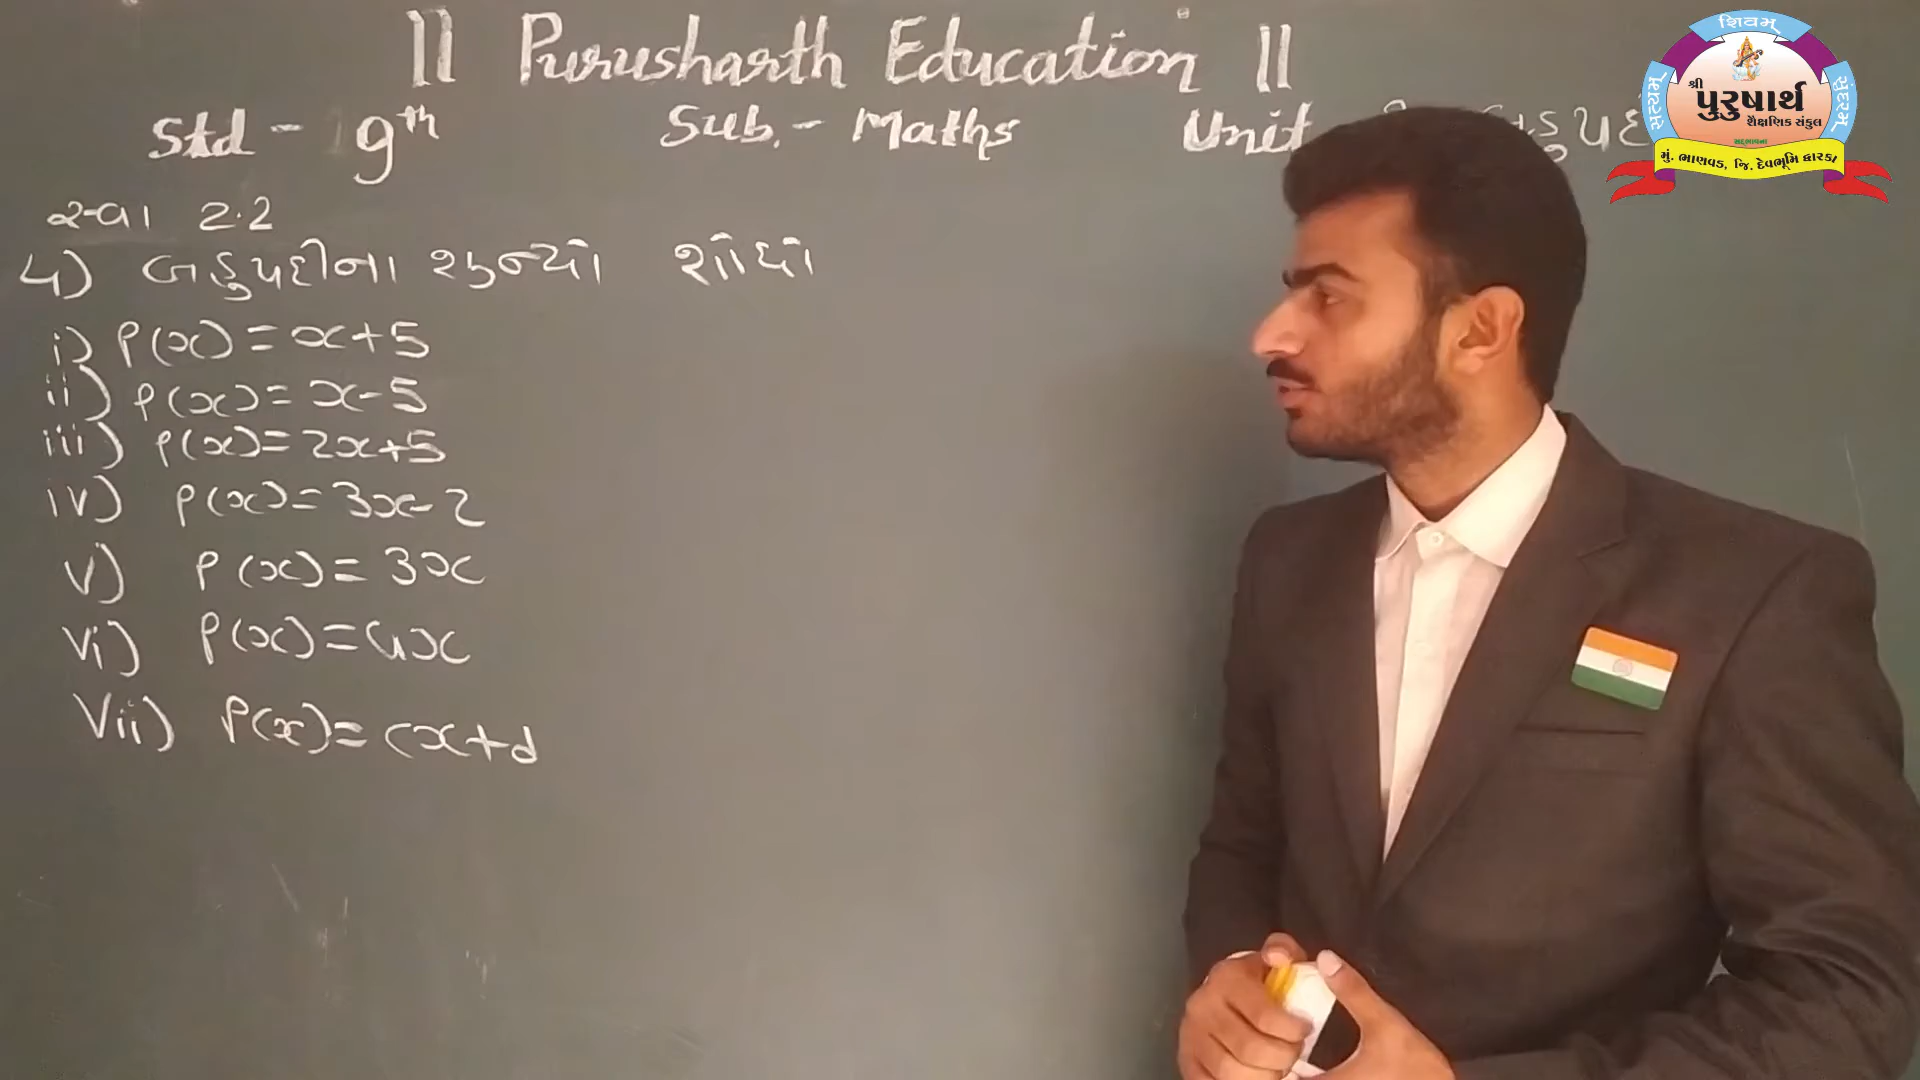 || Purusharth Education ||
Std - 9th Sub. - Maths Unit
સ્વા 2.2
4) બહુપદીના શૂન્યો શોધો
i) P(x) = x+5
ii) P(x) = x-5
iii) P(x) = 2x+5
iv) P(x) = 3x-2
v) P(x) = 3x
vi) P(x) = ax
vii) P(x) = cx+d
શિવમ્
સત્યમ્
સુંદરમ્
શ્રી
પુરુષાર્થ
શૈક્ષણિક સંકુલ
મું. ભાણવડ, જિ. દેવભૂમિ દ્વારકા